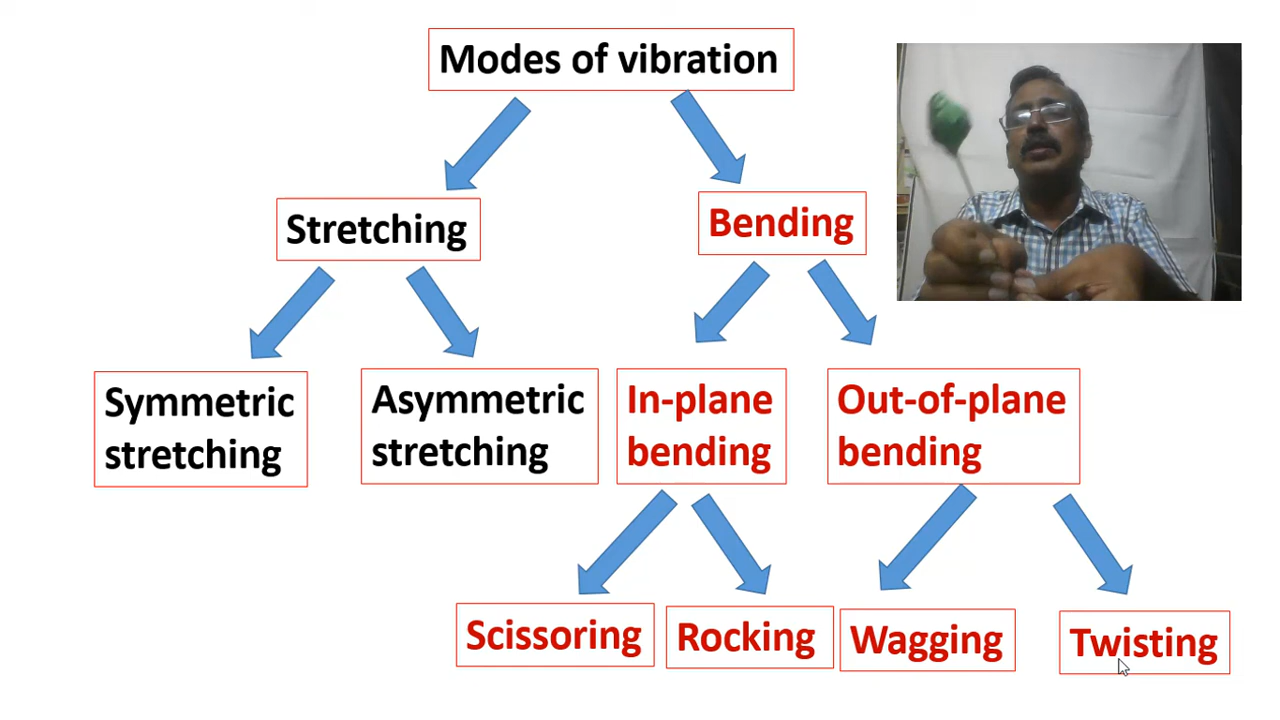 Modes of vibration
Stretching
Bending
Symmetric
stretching
Asymmetric
stretching
In-plane
bending
Out-of-plane
bending
Scissoring
Rocking
Wagging
Twisting